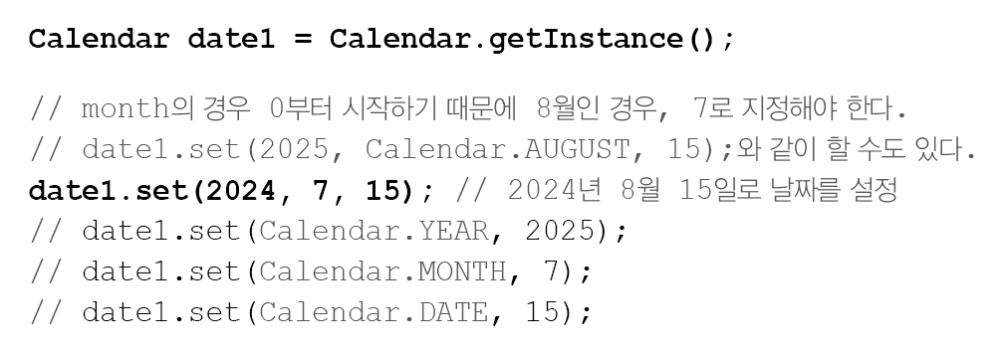 Calendar date1 = Calendar.getInstance();
// month의 경우 0부터 시작하기 때문에 8월인 경우, 7로 지정해야 한다.
// date1.set(2025, Calendar.AUGUST, 15);와 같이 할 수도 있다.
date1.set(2024, 7, 15); // 2024년 8월 15일로 날짜를 설정
// date1.set(Calendar.YEAR, 2025);
// date1.set(Calendar.MONTH, 7);
// date1.set(Calendar.DATE, 15);